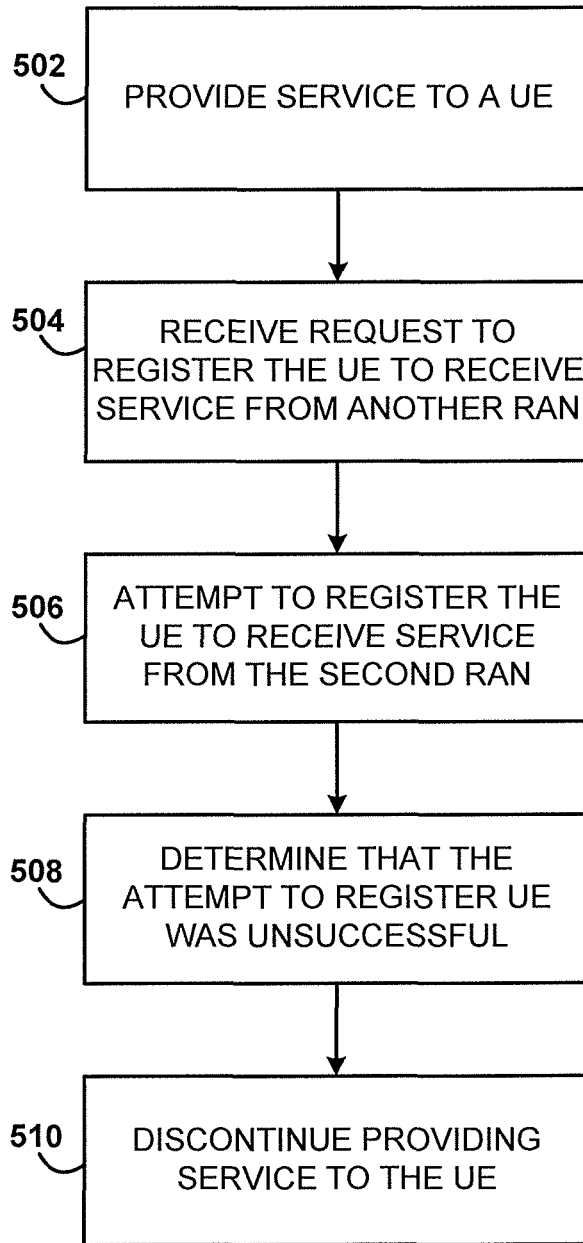 502
PROVIDE SERVICE TO A UE
504
RECEIVE REQUEST TO
REGISTER THE UE TO RECEIVE
SERVICE FROM ANOTHER RAN
506
ATTEMPT TO REGISTER THE
UE TO RECEIVE SERVICE
FROM THE SECOND RAN
508
DETERMINE THAT THE
ATTEMPT TO REGISTER UE
WAS UNSUCCESSFUL
510
DISCONTINUE PROVIDING
SERVICE TO THE UE